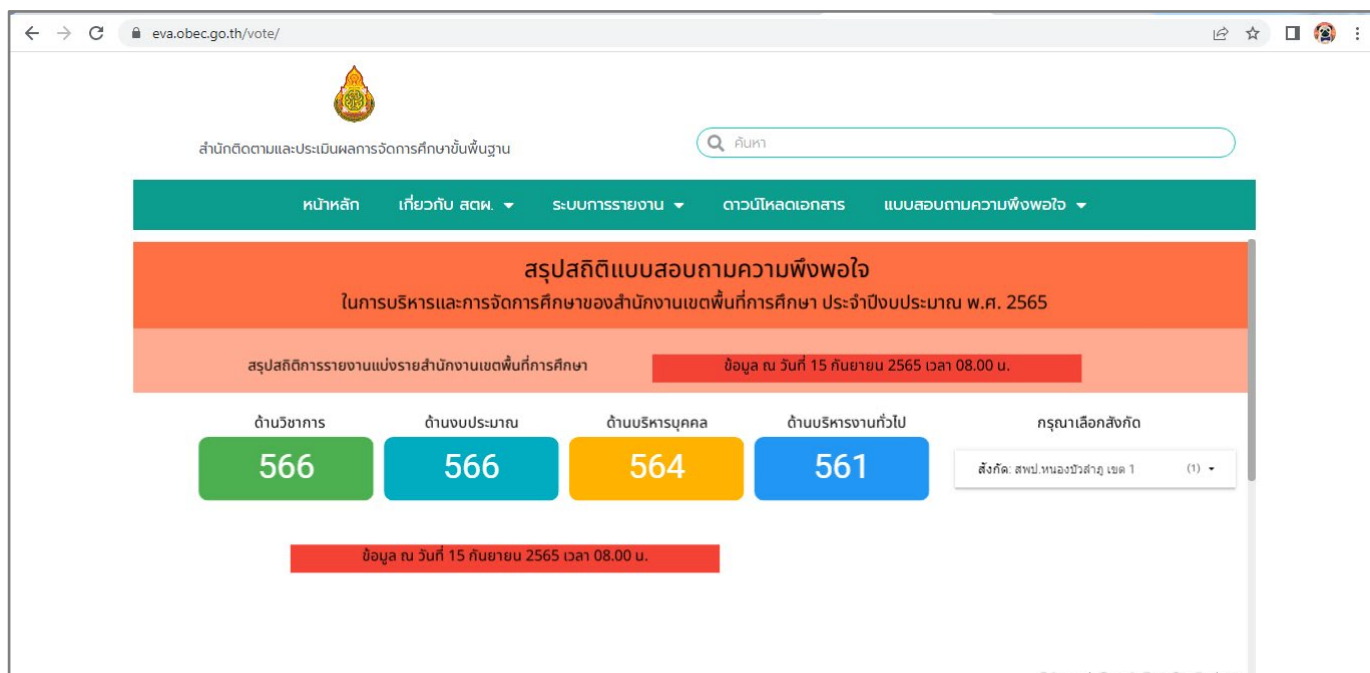 eva.obec.go.th/vote/
สำนักติดตามและประเมินผลการจัดการศึกษาขั้นพื้นฐาน
ค้นหา
หน้าหลัก เกี่ยวกับ สตผ. ระบบการรายงาน ดาวน์โหลดเอกสาร แบบสอบถามความพึงพอใจ
สรุปสถิติแบบสอบถามความพึงพอใจ
ในการบริหารและการจัดการศึกษาของสำนักงานเขตพื้นที่การศึกษา ประจำปีงบประมาณ พ.ศ. 2565
สรุปสถิติการรายงานแบ่งรายสำนักงานเขตพื้นที่การศึกษา ข้อมูล ณ วันที่ 15 กันยายน 2565 เวลา 08.00 น.
ด้านวิชาการ ด้านงบประมาณ ด้านบริหารบุคคล ด้านบริหารงานทั่วไป กรุณาเลือกสังกัด
566 566 564 561 สังกัด: สพป.หนองบัวลำภู เขต 1 (1)
ข้อมูล ณ วันที่ 15 กันยายน 2565 เวลา 08.00 น.